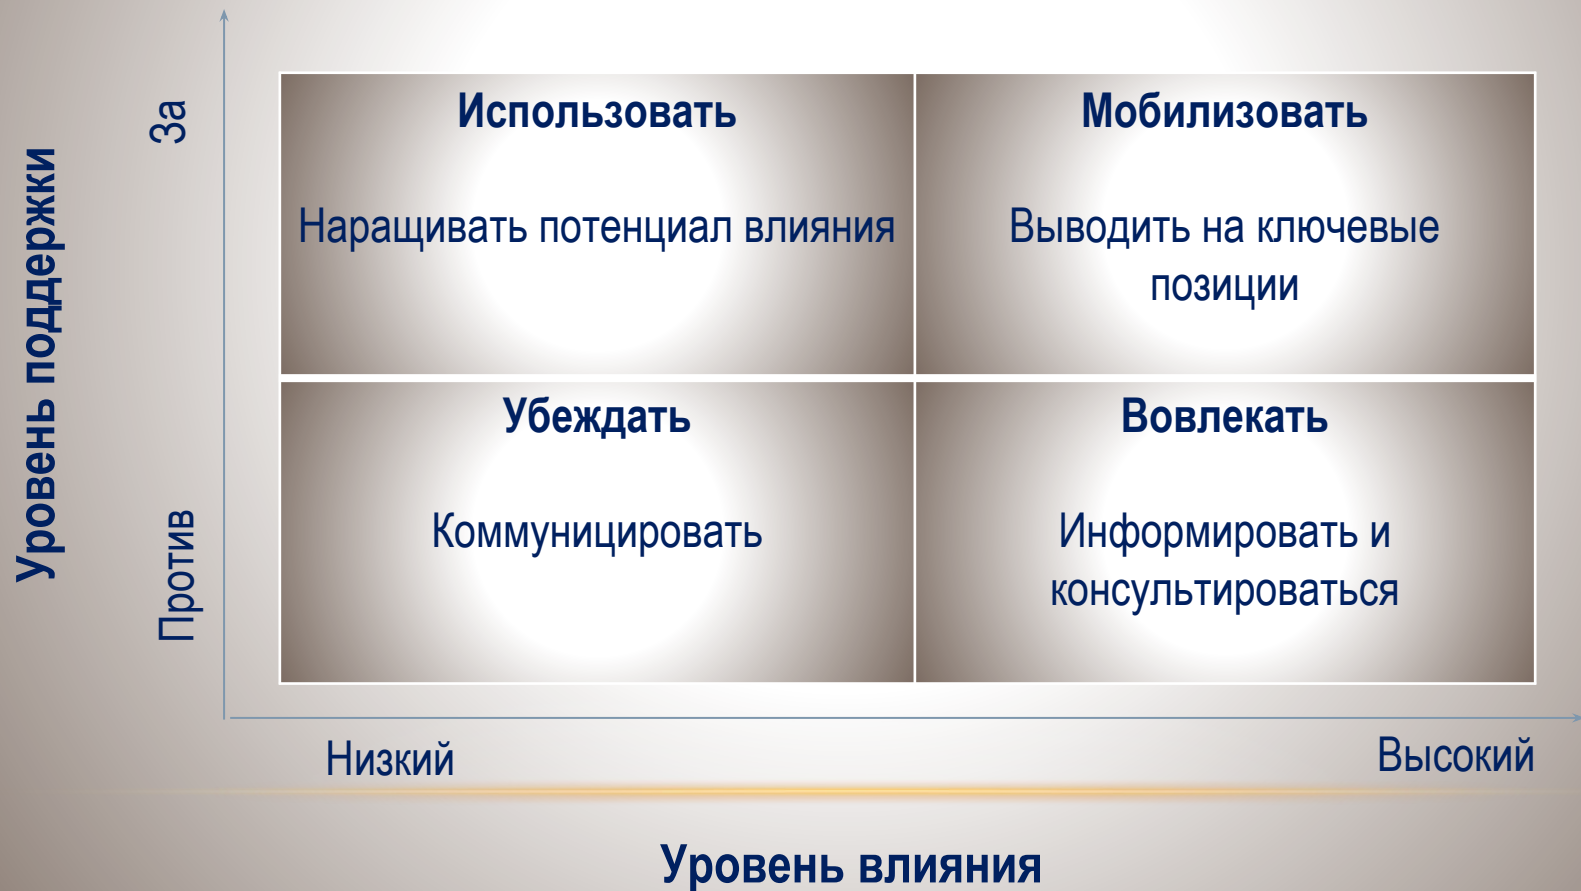 Уровень поддержки
За
Против
Использовать
Наращивать потенциал влияния
Мобилизовать
Выводить на ключевые
позиции
Убеждать
Коммуницировать
Вовлекать
Информировать и
консультироваться
Низкий
Высокий
Уровень влияния